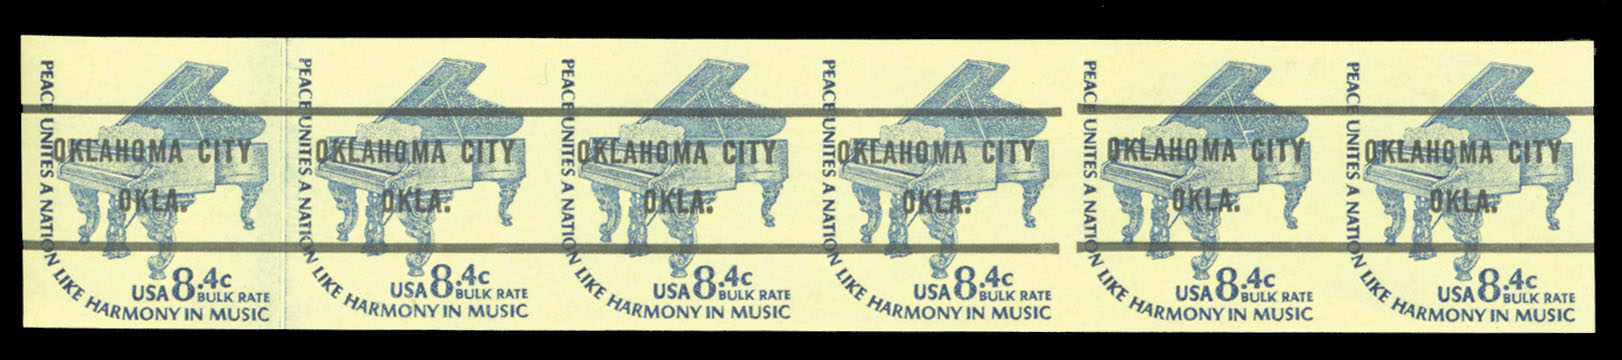 PEACE UNITES A NATION LIKE HARMONY IN MUSIC
OKLAHOMA CITY
OKLA.
USA 8.4c
BULK RATE
PEACE UNITES A NATION LIKE HARMONY IN MUSIC
OKLAHOMA CITY
OKLA.
USA 8.4c
BULK RATE
PEACE UNITES A NATION LIKE HARMONY IN MUSIC
OKLAHOMA CITY
OKLA.
USA 8.4c
BULK RATE
PEACE UNITES A NATION LIKE HARMONY IN MUSIC
OKLAHOMA CITY
OKLA.
USA 8.4c
BULK RATE
PEACE UNITES A NATION LIKE HARMONY IN MUSIC
OKLAHOMA CITY
OKLA.
USA 8.4c
BULK RATE
PEACE UNITES A NATION LIKE HARMONY IN MUSIC
OKLAHOMA CITY
OKLA.
USA 8.4c
BULK RATE